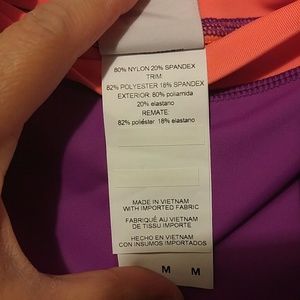 80% NYLON 20% SPANDEX
TRIM:
82% POLYESTER 18% SPANDEX
EXTERIOR: 80% poliamida
20% elastano
REMATE
82% poliéster 18% elastano
MADE IN VIETNAM
WITH IMPORTED FABRIC
FABRIQUÉ AU VIETNAM
DE TISSU IMPORTE
HECHO EN VIETNAM
CON INSUMOS IMPORTADOS
M M